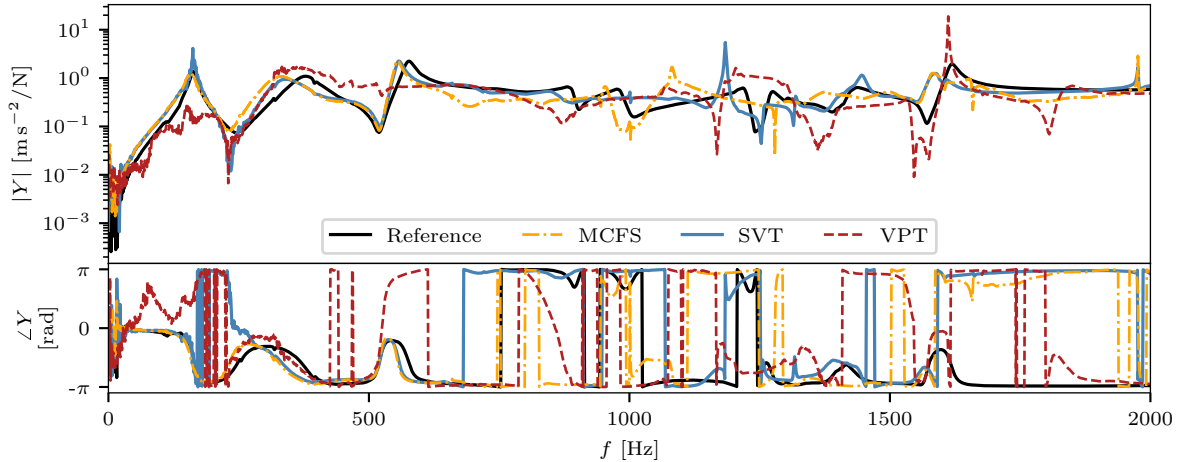 10¹
10⁰
10⁻¹
10⁻²
10⁻³
|Y| [m s⁻²/N]
Reference
MCFS
SVT
VPT
π
0
−π
∠Y
[rad]
0
500
1000
1500
2000
f [Hz]